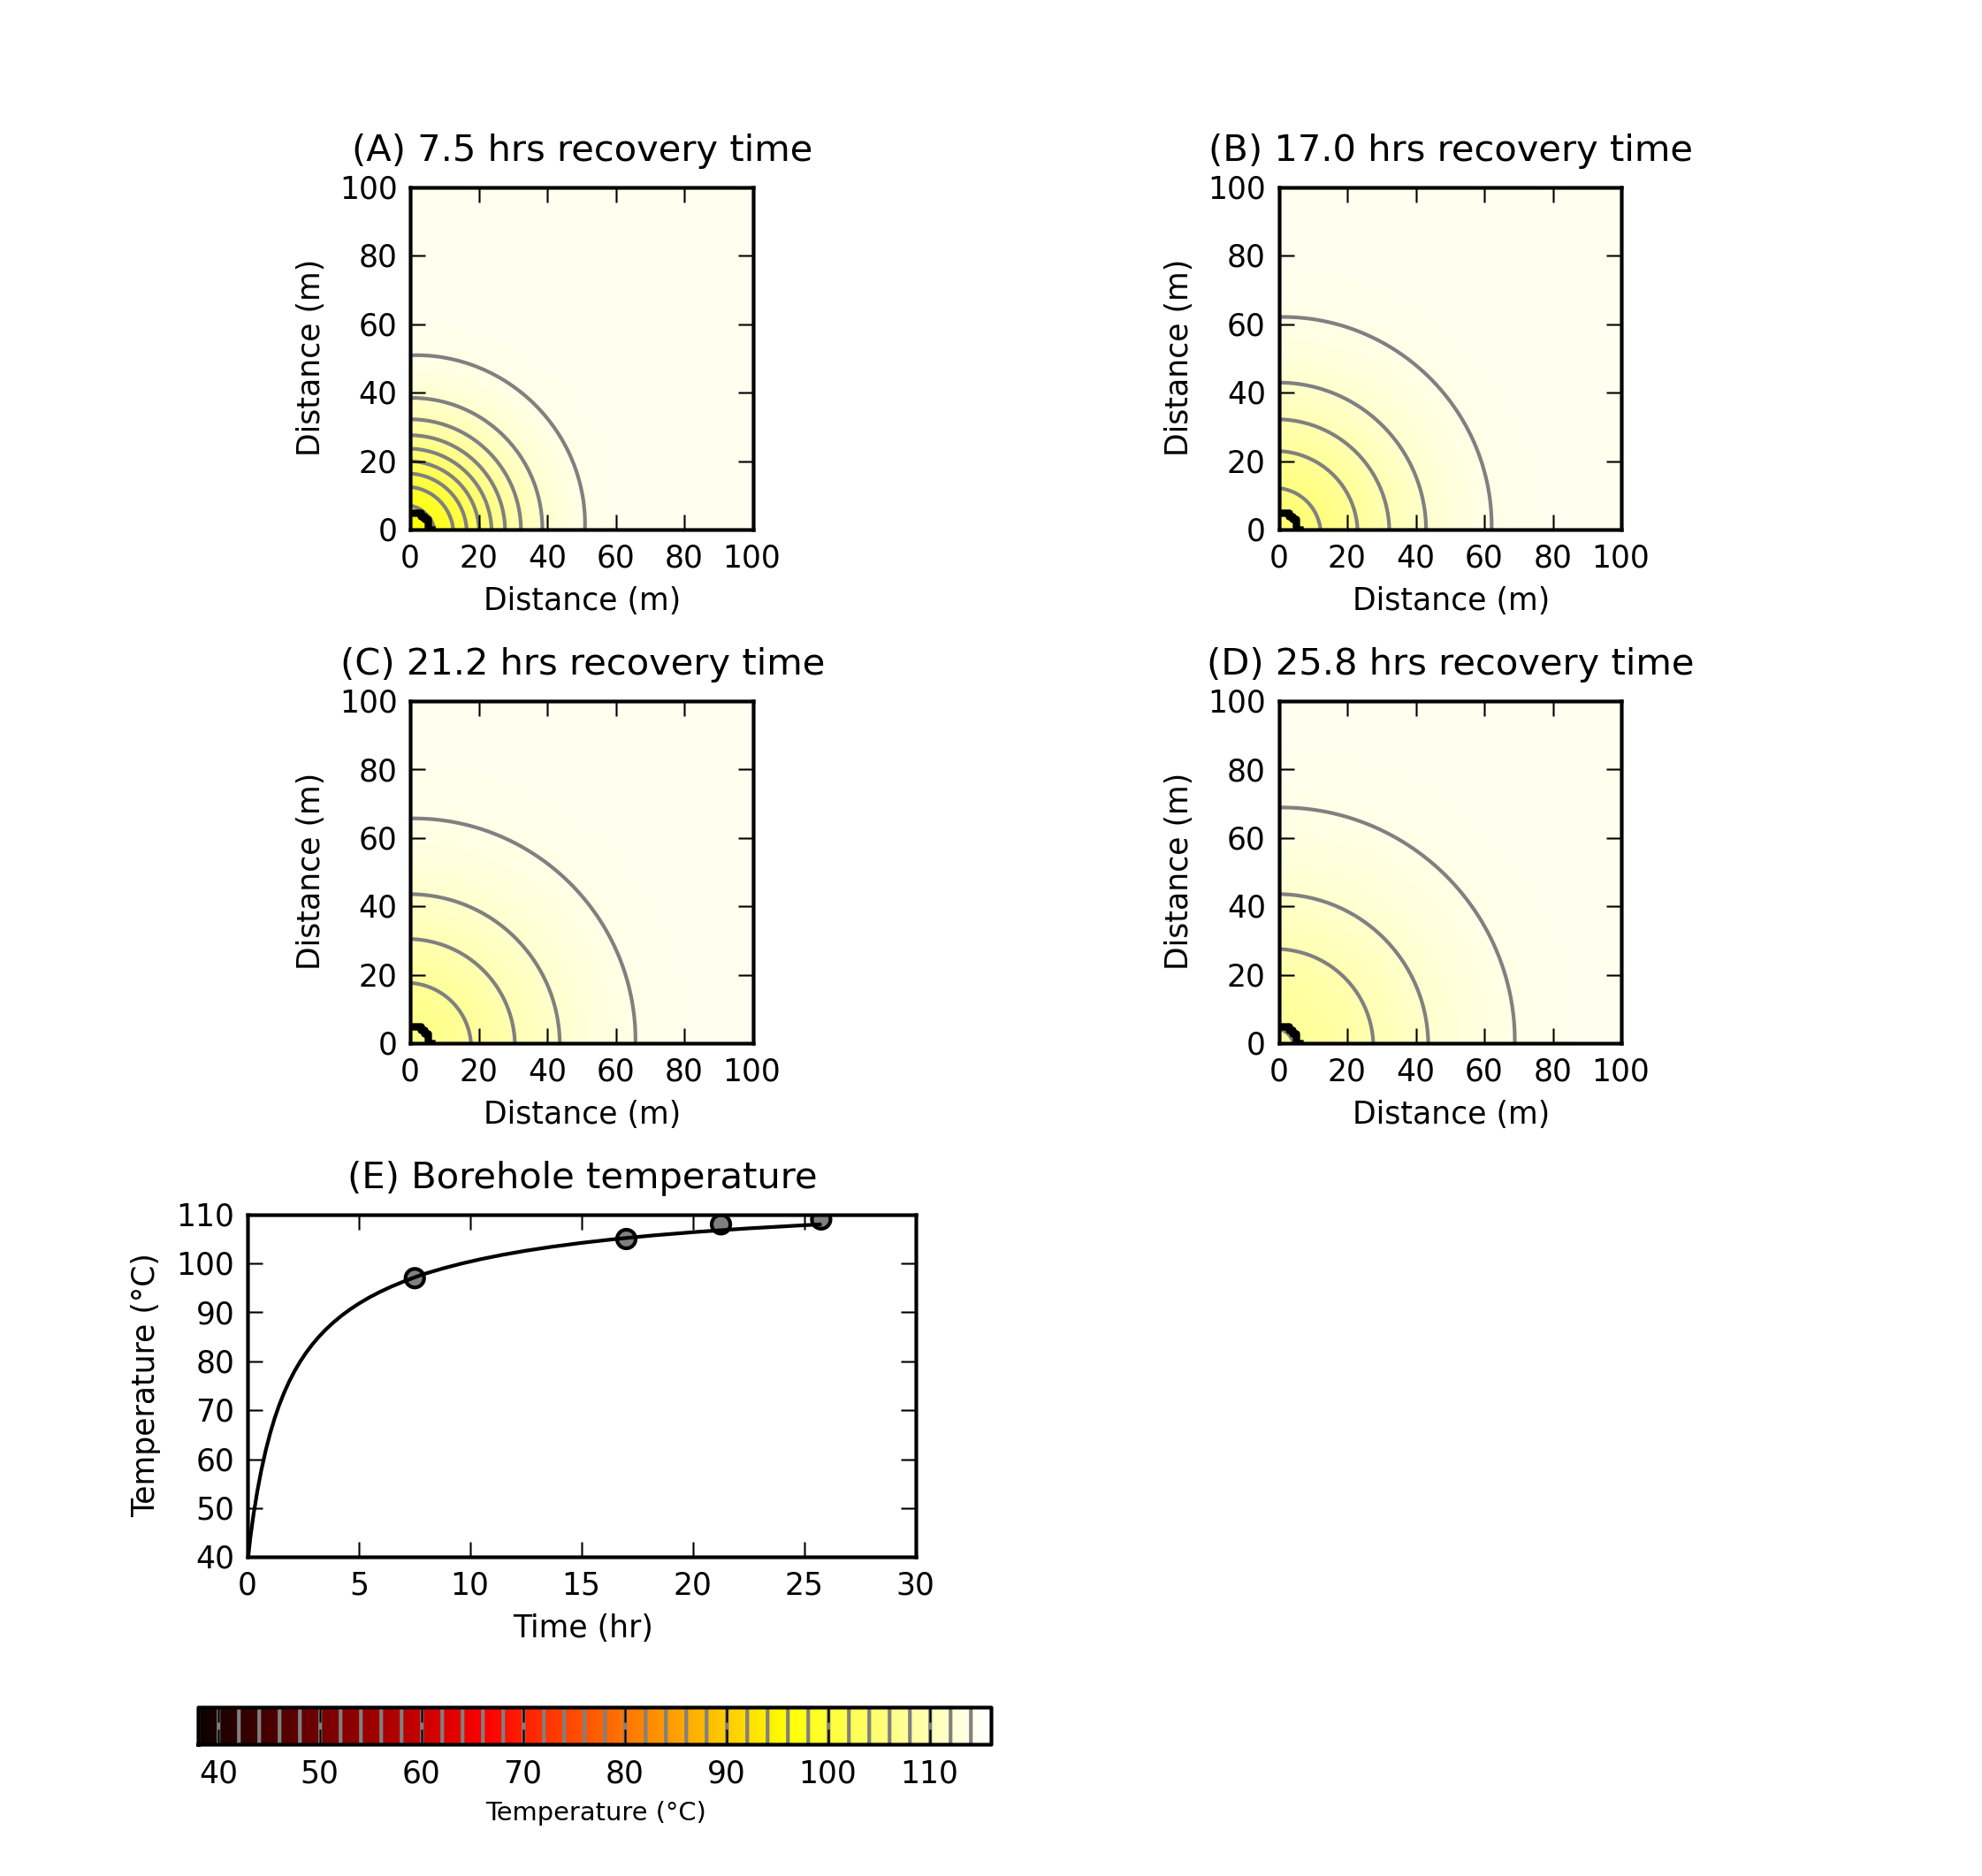 (A) 7.5 hrs recovery time
100
80
60
40
20
0
Distance (m)
0 20 40 60 80 100
Distance (m)
(B) 17.0 hrs recovery time
100
80
60
40
20
0
Distance (m)
0 20 40 60 80 100
Distance (m)
(C) 21.2 hrs recovery time
100
80
60
40
20
0
Distance (m)
0 20 40 60 80 100
Distance (m)
(D) 25.8 hrs recovery time
100
80
60
40
20
0
Distance (m)
0 20 40 60 80 100
Distance (m)
(E) Borehole temperature
110
100
90
80
70
60
50
40
Temperature (°C)
0 5 10 15 20 25 30
Time (hr)
40 50 60 70 80 90 100 110
Temperature (°C)